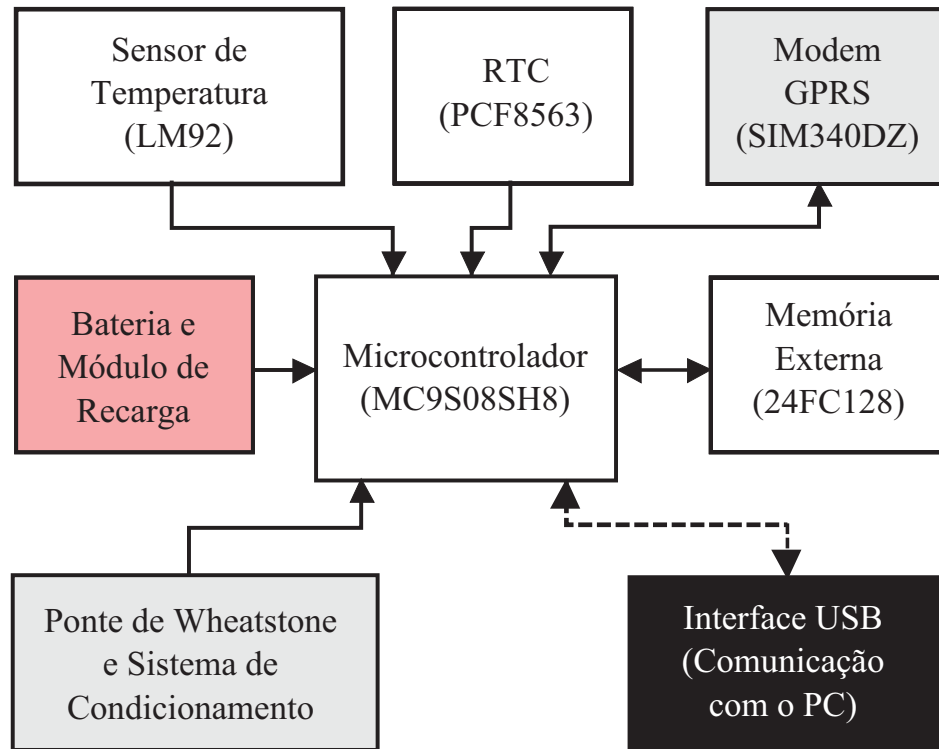 Sensor de
Temperatura
(LM92)
RTC
(PCF8563)
Modem
GPRS
(SIM340DZ)
Bateria e
Módulo de
Recarga
Microcontrolador
(MC9S08SH8)
Memória
Externa
(24FC128)
Ponte de Wheatstone
e Sistema de
Condicionamento
Interface USB
(Comunicação
com o PC)